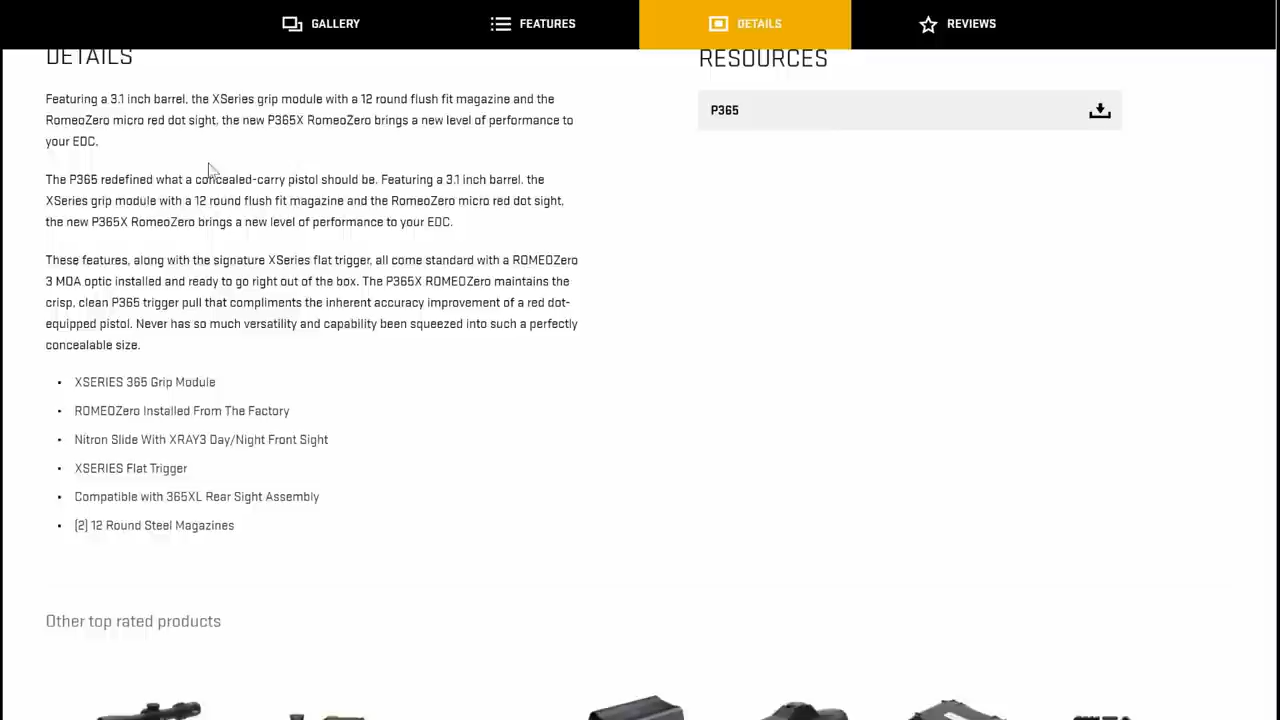 GALLERY
FEATURES
DETAILS
REVIEWS
DETAILS
Featuring a 3.1 inch barrel, the XSeries grip module with a 12 round flush fit magazine and the
RomeoZero micro red dot sight, the new P365X RomeoZero brings a new level of performance to
your EDC.
The P365 redefined what a concealed-carry pistol should be. Featuring a 3.1 inch barrel, the
XSeries grip module with a 12 round flush fit magazine and the RomeoZero micro red dot sight,
the new P365X RomeoZero brings a new level of performance to your EDC.
These features, along with the signature XSeries flat trigger, all come standard with a ROMEOZero
3 MOA optic installed and ready to go right out of the box. The P365X ROMEOZero maintains the
crisp, clean P365 trigger pull that compliments the inherent accuracy improvement of a red dot-
equipped pistol. Never has so much versatility and capability been squeezed into such a perfectly
concealable size.
• XSERIES 365 Grip Module
• ROMEOZero Installed From The Factory
• Nitron Slide With XRAY3 Day/Night Front Sight
• XSERIES Flat Trigger
• Compatible with 365XL Rear Sight Assembly
• (2) 12 Round Steel Magazines
RESOURCES
P365
Other top rated products